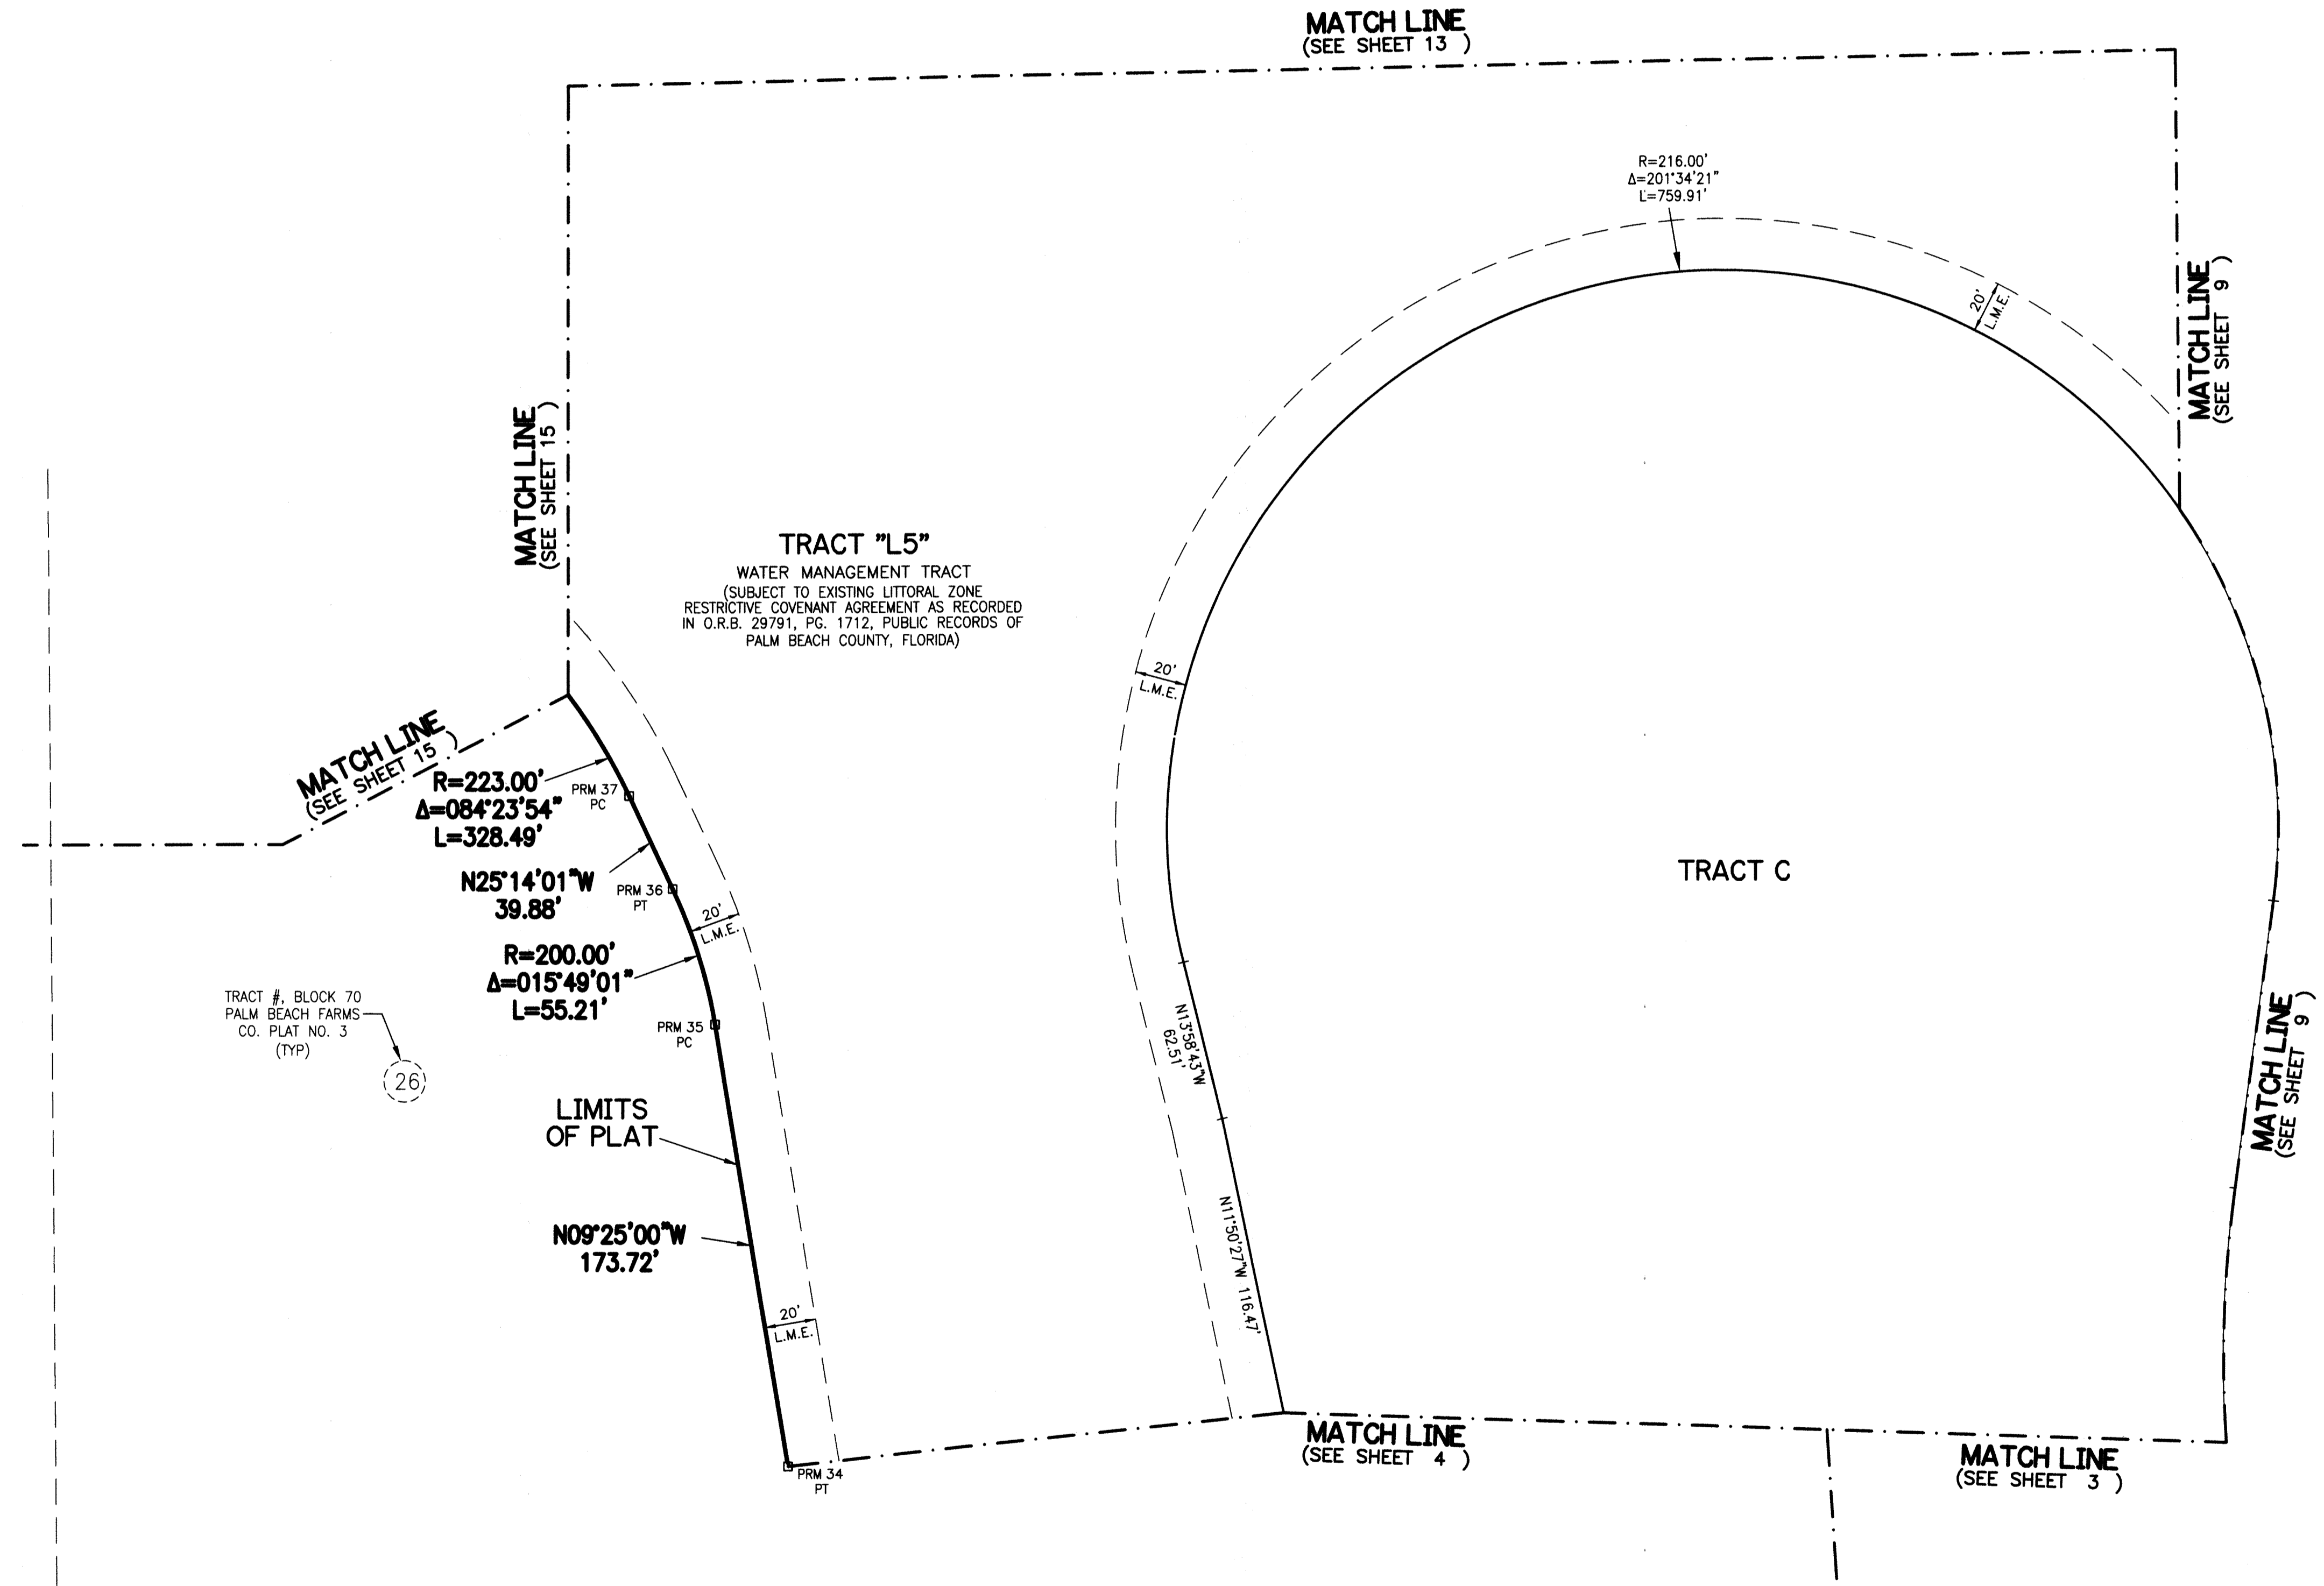 MATCH LINE
(SEE SHEET 13 )
R=216.00'
Δ=201°34'21"
L=759.91'
20'
L.M.E.
MATCH LINE
(SEE SHEET 9 )
MATCH LINE
(SEE SHEET 15 )
TRACT "L5"
WATER MANAGEMENT TRACT
(SUBJECT TO EXISTING LITTORAL ZONE
RESTRICTIVE COVENANT AGREEMENT AS RECORDED
IN O.R.B. 29791, PG. 1712, PUBLIC RECORDS OF
PALM BEACH COUNTY, FLORIDA)
20'
L.M.E.
MATCH LINE
(SEE SHEET 15 )
R=223.00'
Δ=084°23'54"
L=328.49'
PRM 37
PC
N25°14'01"W
39.88'
PRM 36
PT
20'
L.M.E.
R=200.00'
Δ=015°49'01"
L=55.21'
PRM 35
PC
TRACT C
TRACT #, BLOCK 70
PALM BEACH FARMS
CO. PLAT NO. 3
(TYP)
26
N13°58'43"W
62.51'
MATCH LINE
(SEE SHEET 9 )
LIMITS
OF PLAT
N09°25'00"W
173.72'
N11°50'27"W 116.47'
20'
L.M.E.
PRM 34
PT
MATCH LINE
(SEE SHEET 4 )
MATCH LINE
(SEE SHEET 3 )